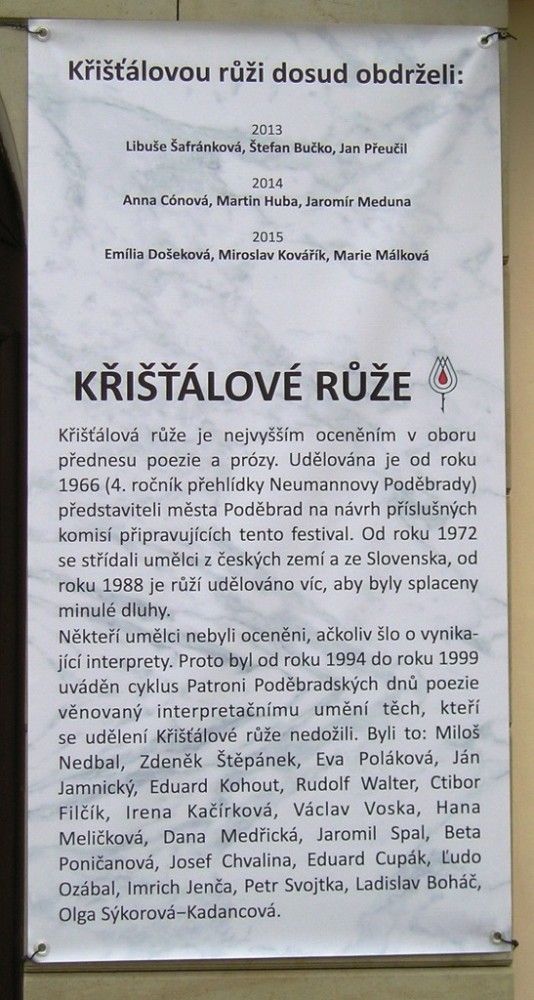 Křišťálovou růži dosud obdrželi:
2013
Libuše Šafránková, Štefan Bučko, Jan Přeučil
2014
Anna Cónová, Martin Huba, Jaromír Meduna
2015
Emília Došeková, Miroslav Kovářík, Marie Málková
KŘIŠŤÁLOVÉ RŮŽE
Křišťálová růže je nejvyšším oceněním v oboru
přednesu poezie a prózy. Udělována je od roku
1966 (4. ročník přehlídky Neumannovy Poděbrady)
představiteli města Poděbrad na návrh příslušných
komisí připravujících tento festival. Od roku 1972
se střídali umělci z českých zemí a ze Slovenska, od
roku 1988 je růží udělováno víc, aby byly splaceny
minulé dluhy.
Někteří umělci nebyli oceněni, ačkoliv šlo o vynika-
jící interprety. Proto byl od roku 1994 do roku 1999
uváděn cyklus Patroni Poděbradských dnů poezie
věnovaný interpretačnímu umění těch, kteří
se udělení Křišťálové růže nedožili. Byli to: Miloš
Nedbal, Zdeněk Štěpánek, Eva Poláková, Ján
Jamnický, Eduard Kohout, Rudolf Walter, Ctibor
Filčík, Irena Kačírková, Václav Voska, Hana
Meličková, Dana Medřická, Jaromil Spal, Beta
Poničanová, Josef Chvalina, Eduard Cupák, Ľudo
Ozábal, Imrich Jenča, Petr Svojtka, Ladislav Boháč,
Olga Sýkorová–Kadancová.